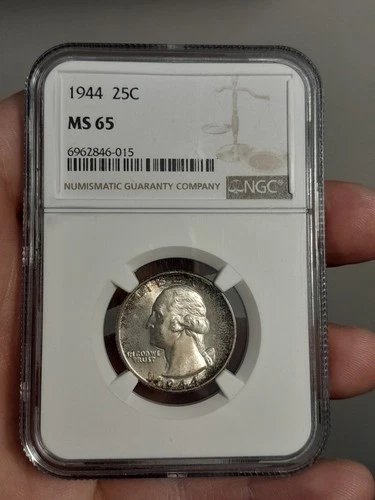 1944 25C
MS 65
6962846-015
NUMISMATIC GUARANTY COMPANY
NGC
LIBERTY
IN GOD WE
TRUST
1944